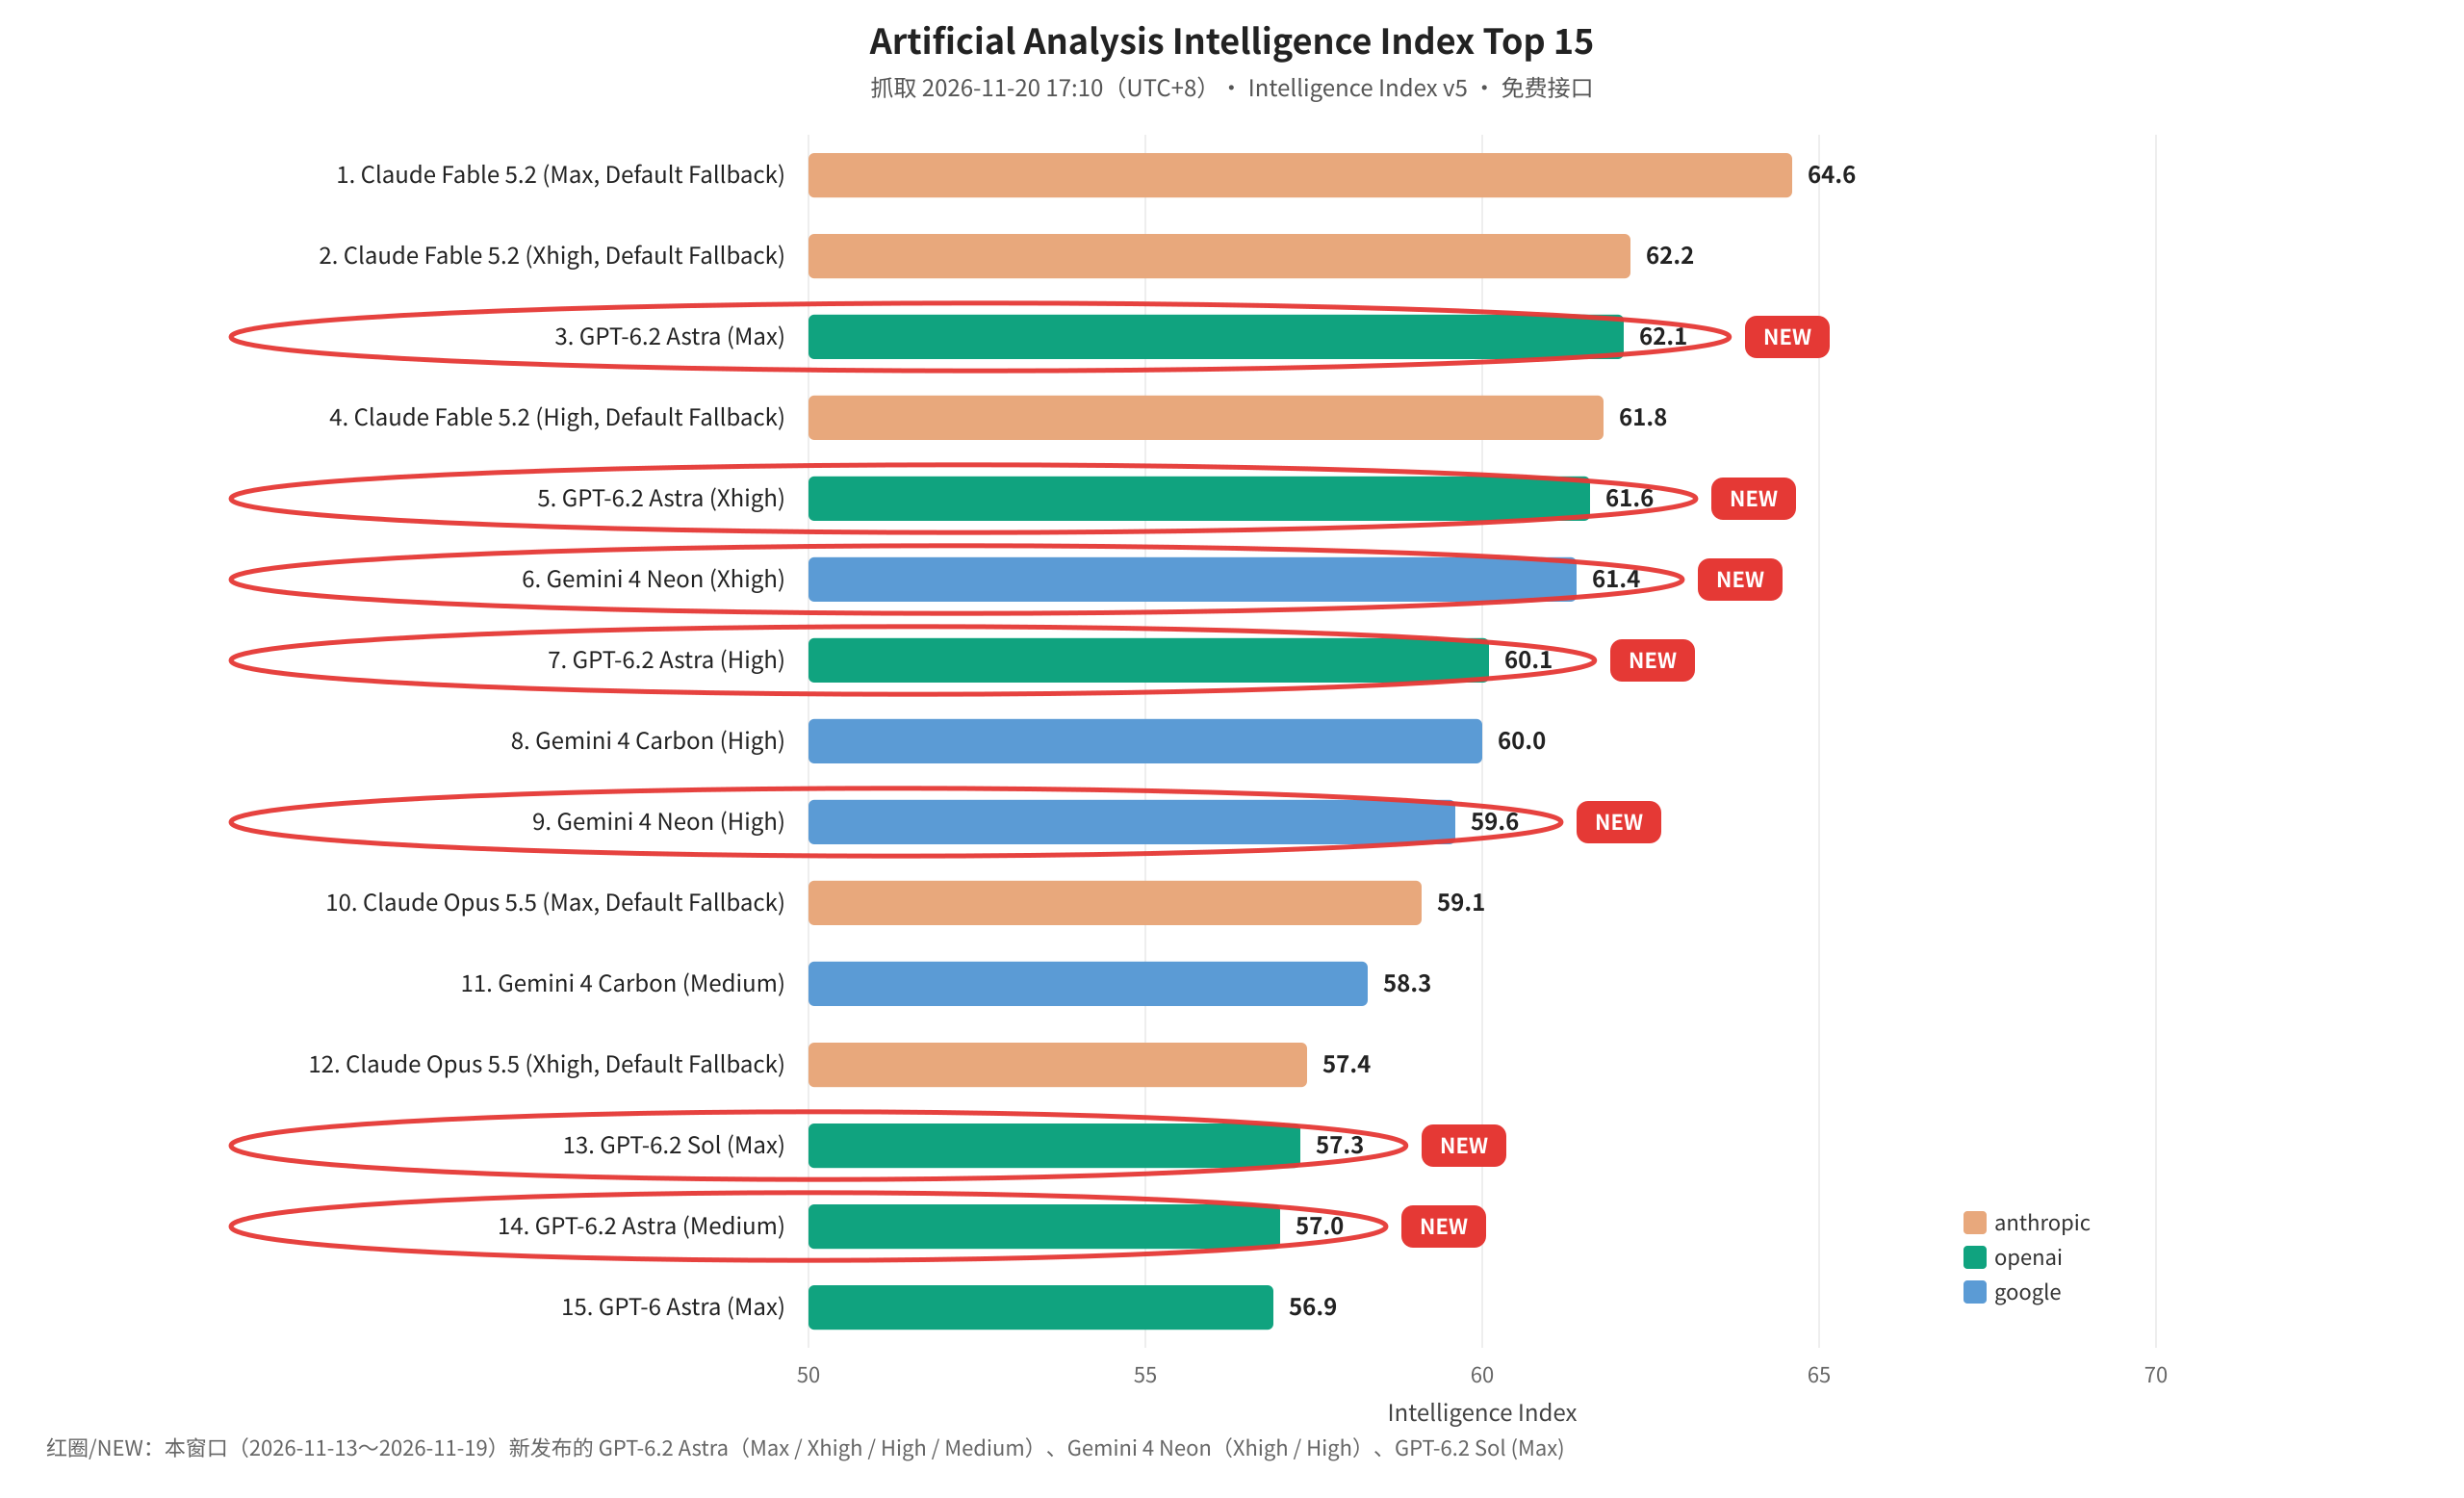 Artificial Analysis Intelligence Index Top 15
抓取 2026-11-20 17:10（UTC+8） • Intelligence Index v5 • 免费接口
1. Claude Fable 5.2 (Max, Default Fallback) 64.6
2. Claude Fable 5.2 (Xhigh, Default Fallback) 62.2
3. GPT-6.2 Astra (Max) 62.1 NEW
4. Claude Fable 5.2 (High, Default Fallback) 61.8
5. GPT-6.2 Astra (Xhigh) 61.6 NEW
6. Gemini 4 Neon (Xhigh) 61.4 NEW
7. GPT-6.2 Astra (High) 60.1 NEW
8. Gemini 4 Carbon (High) 60.0
9. Gemini 4 Neon (High) 59.6 NEW
10. Claude Opus 5.5 (Max, Default Fallback) 59.1
11. Gemini 4 Carbon (Medium) 58.3
12. Claude Opus 5.5 (Xhigh, Default Fallback) 57.4
13. GPT-6.2 Sol (Max) 57.3 NEW
14. GPT-6.2 Astra (Medium) 57.0 NEW
15. GPT-6 Astra (Max) 56.9
anthropic
openai
google
50 55 60 65 70
Intelligence Index
红圈/NEW：本窗口（2026-11-13～2026-11-19）新发布的 GPT-6.2 Astra（Max / Xhigh / High / Medium）、Gemini 4 Neon（Xhigh / High）、GPT-6.2 Sol (Max)